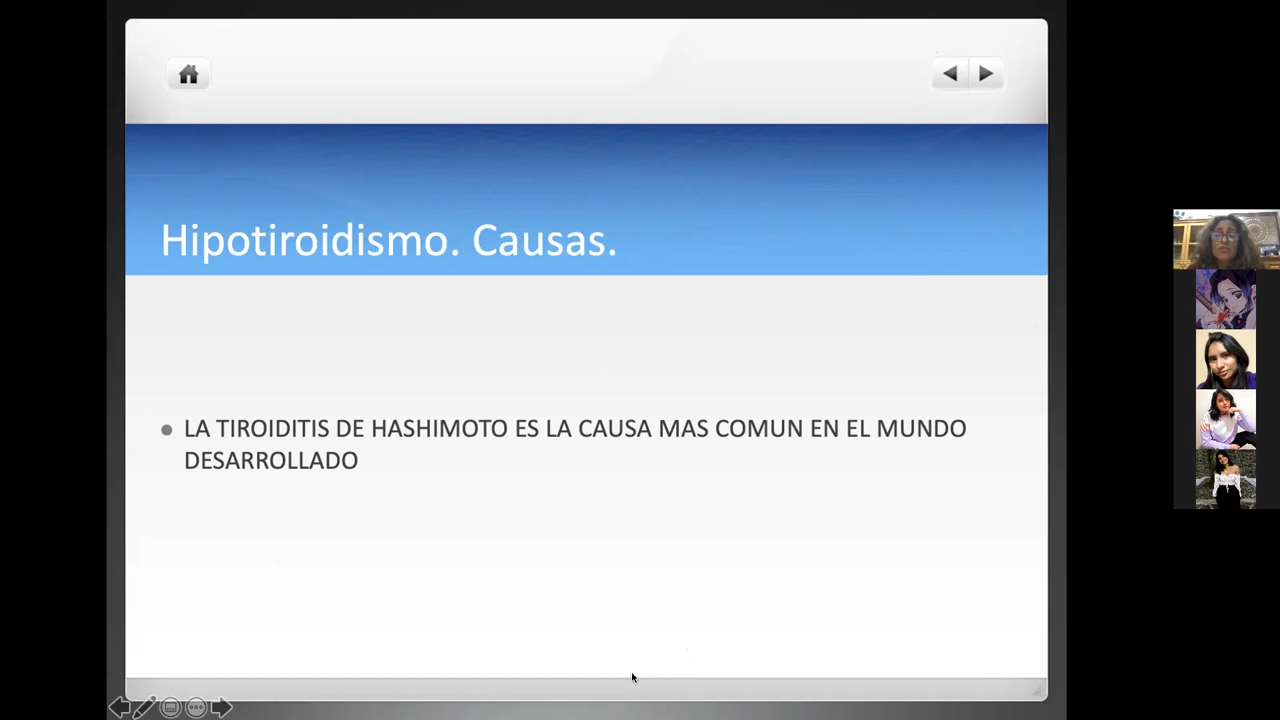 Hipotiroidismo. Causas.
LA TIROIDITIS DE HASHIMOTO ES LA CAUSA MAS COMUN EN EL MUNDO
DESARROLLADO